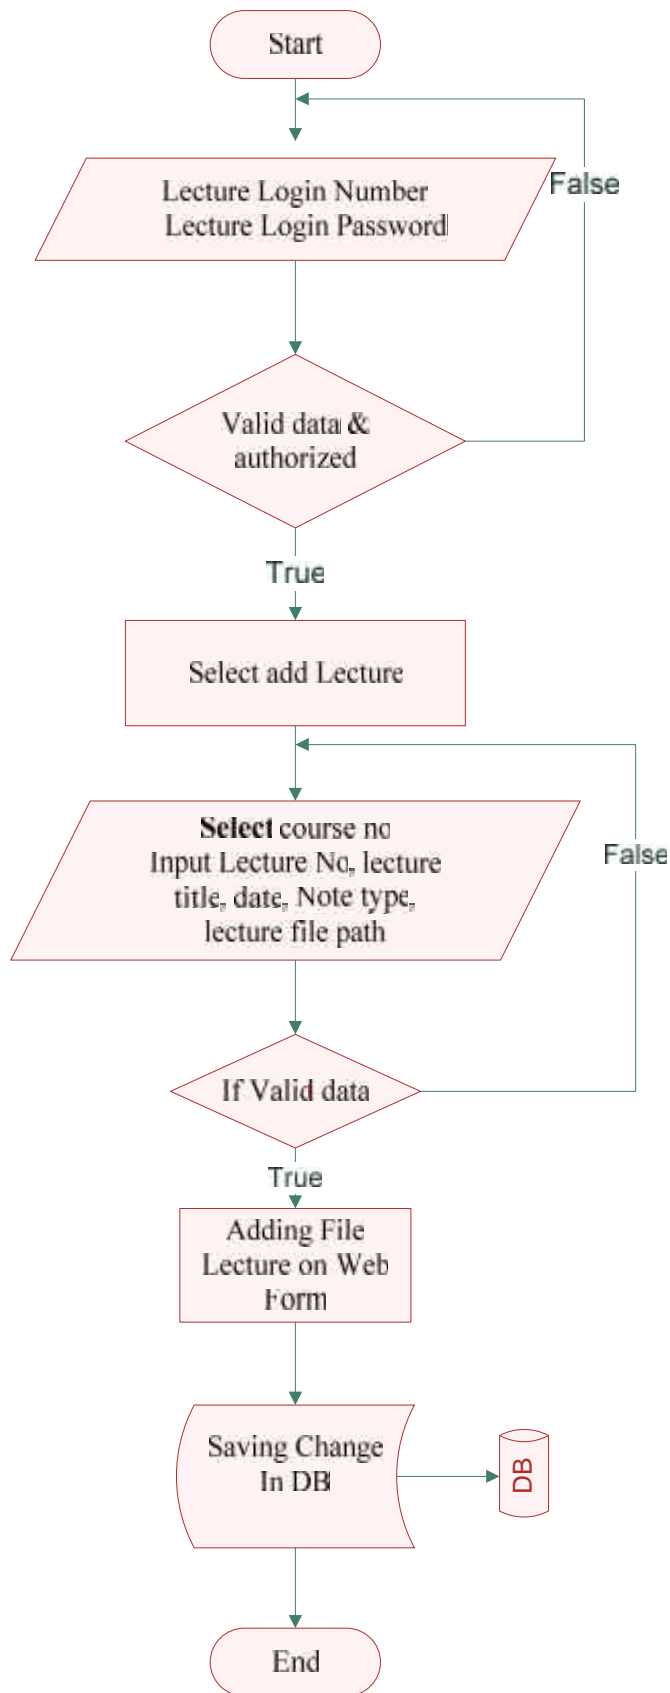 Start
False
Lecture Login Number
Lecture Login Password
Valid data &
authorized
True
Select add Lecture
Select course no
Input Lecture No, lecture
title, date, Note type,
lecture file path
False
If Valid data
True
Adding File
Lecture on Web
Form
Saving Change
In DB
DB
End